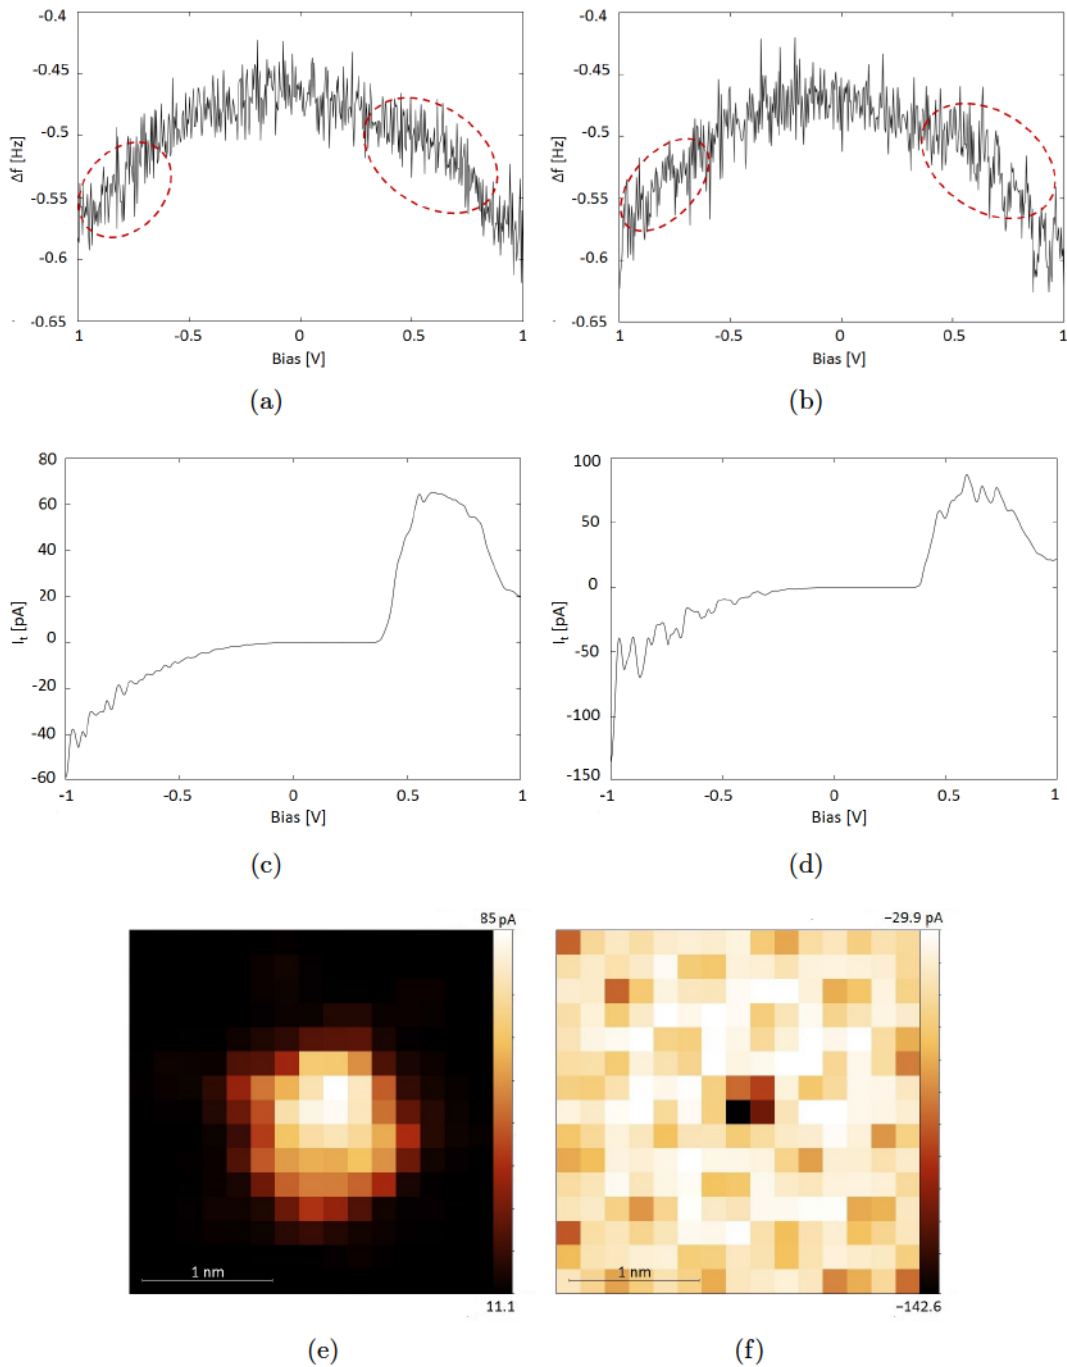 -0.4
-0.45
-0.5
-0.55
-0.6
-0.65
Δf [Hz]
1 -0.5 0 0.5 1
Bias [V]
(a)
-0.4
-0.45
-0.5
-0.55
-0.6
-0.65
Δf [Hz]
1 -0.5 0 0.5 1
Bias [V]
(b)
80
60
40
20
0
-20
-40
-60
It [pA]
-1 -0.5 0 0.5 1
Bias [V]
(c)
100
50
0
-50
-100
-150
It [pA]
-1 -0.5 0 0.5 1
Bias [V]
(d)
85 pA
1 nm
11.1
(e)
−29.9 pA
1 nm
−142.6
(f)